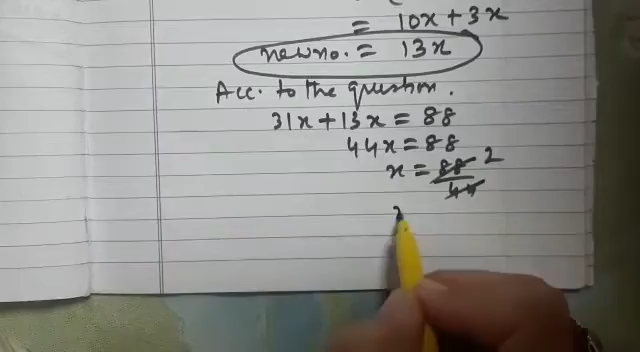 = 10x + 3x
new no. = 13x
Acc. to the question.
31x + 13x = 88
44x = 88
x = 88/44 2